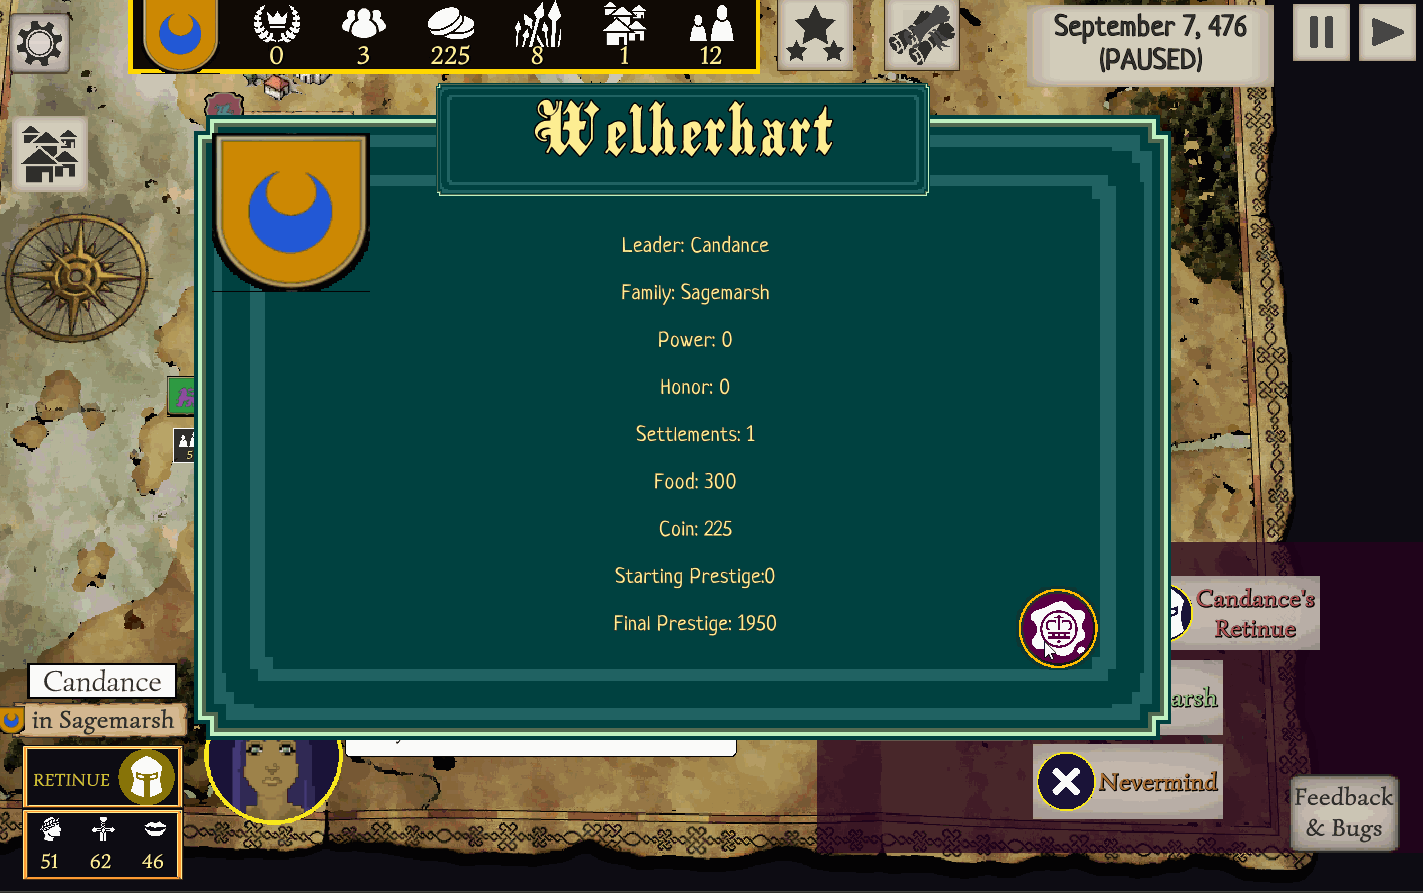 0 3 225 8 1 12
September 7, 476
(PAUSED)
Welherhart
Leader: Candance
Family: Sagemarsh
Power: 0
Honor: 0
Settlements: 1
Food: 300
Coin: 225
Starting Prestige:0
Final Prestige: 1950
5
Candance's
Retinue
arsh
Nevermind
Candance
in Sagemarsh
RETINUE
51 62 46
Feedback
& Bugs